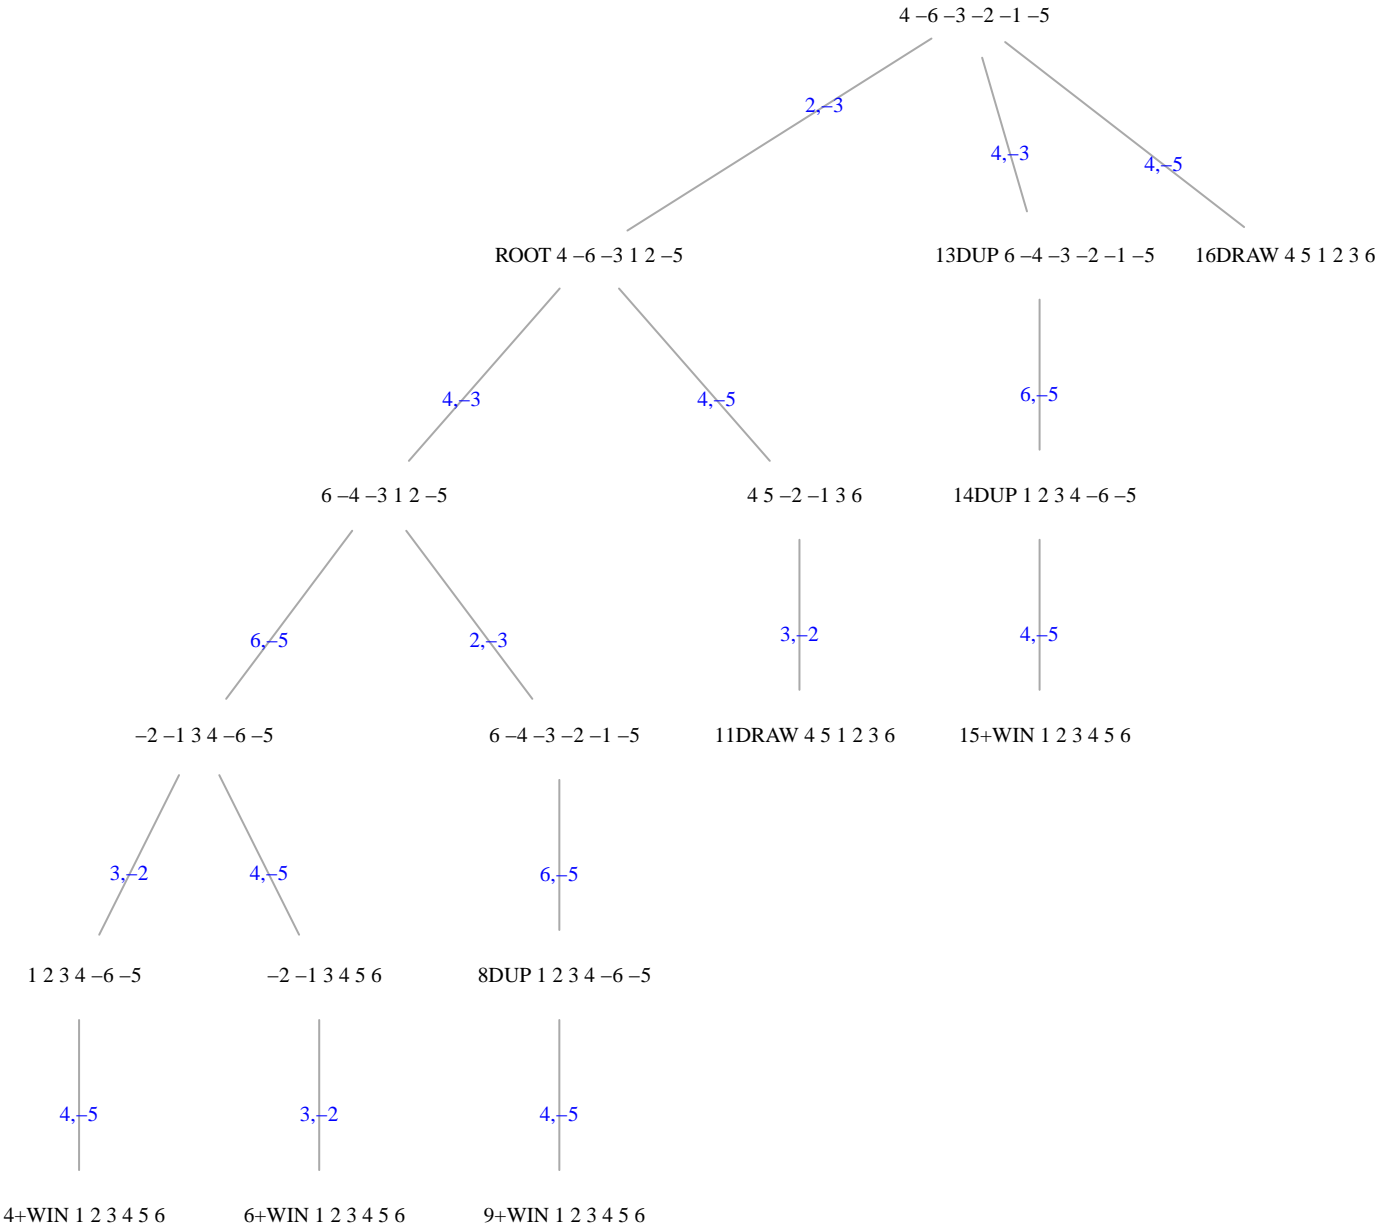 4 –6 –3 –2 –1 –5
2,–3
4,–3
4,–5
ROOT 4 –6 –3 1 2 –5
13DUP 6 –4 –3 –2 –1 –5
16DRAW 4 5 1 2 3 6
4,–3
4,–5
6,–5
6 –4 –3 1 2 –5
4 5 –2 –1 3 6
14DUP 1 2 3 4 –6 –5
6,–5
2,–3
3,–2
4,–5
–2 –1 3 4 –6 –5
6 –4 –3 –2 –1 –5
11DRAW 4 5 1 2 3 6
15+WIN 1 2 3 4 5 6
3,–2
4,–5
6,–5
1 2 3 4 –6 –5
–2 –1 3 4 5 6
8DUP 1 2 3 4 –6 –5
4,–5
3,–2
4,–5
4+WIN 1 2 3 4 5 6
6+WIN 1 2 3 4 5 6
9+WIN 1 2 3 4 5 6